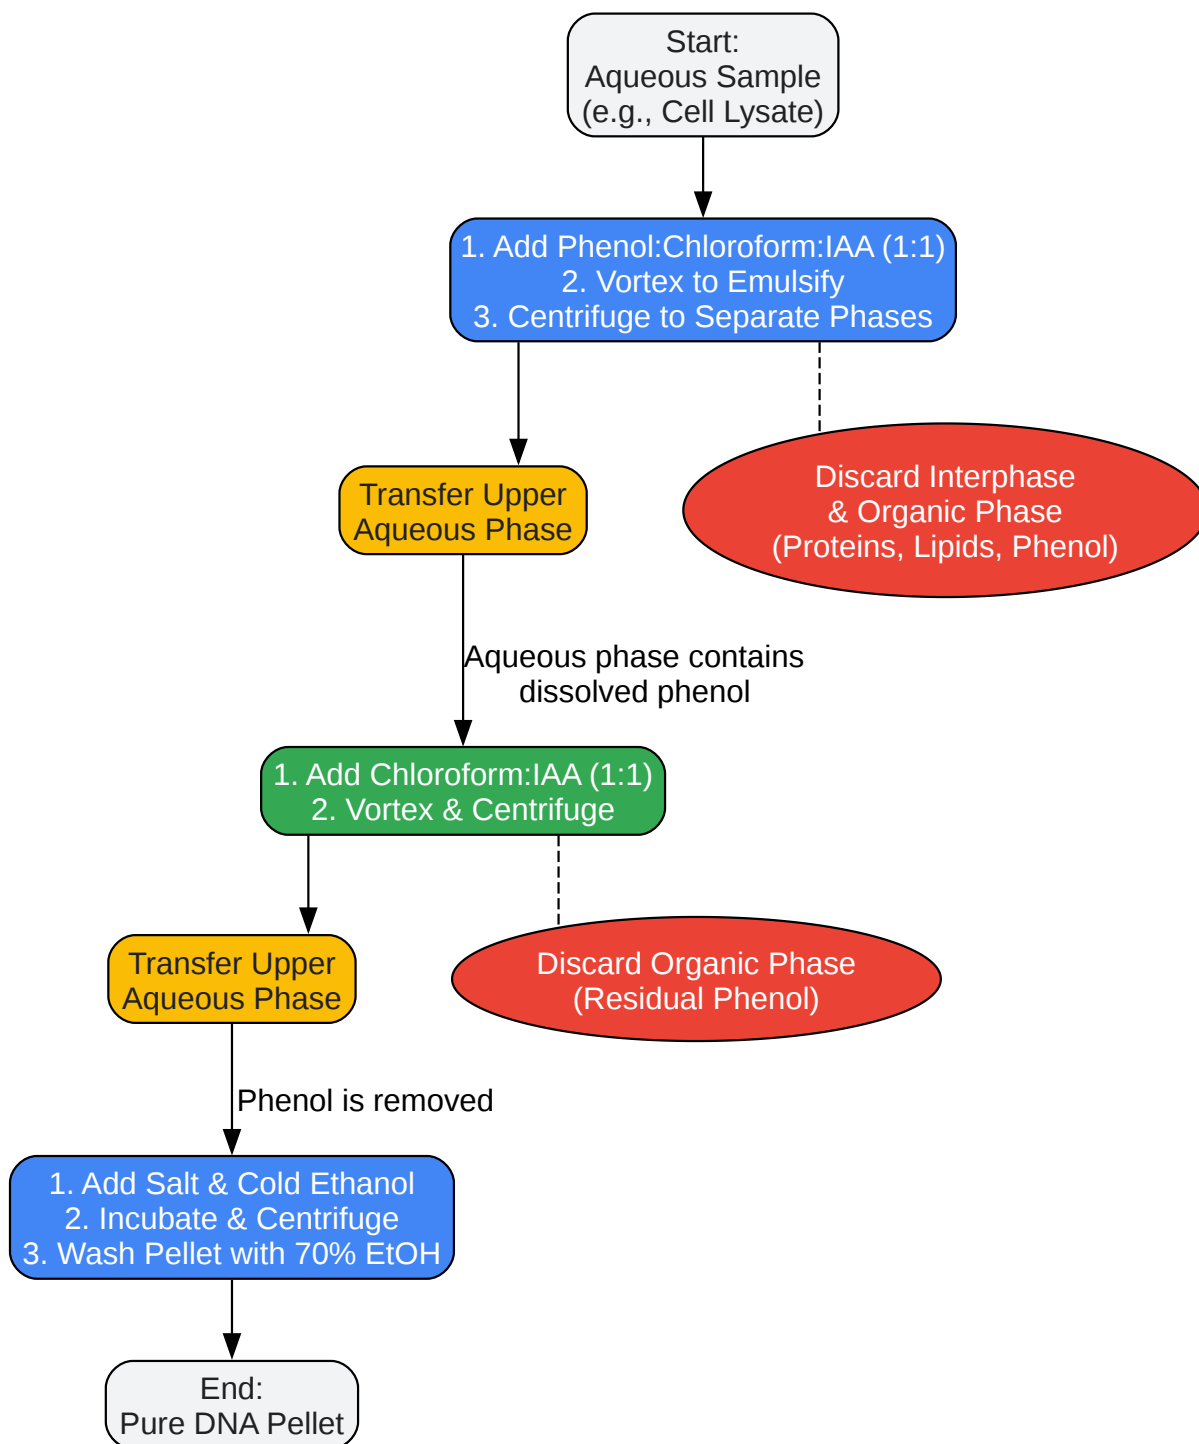 Start:
Aqueous Sample
(e.g., Cell Lysate)
1. Add Phenol:Chloroform:IAA (1:1)
2. Vortex to Emulsify
3. Centrifuge to Separate Phases
Transfer Upper
Aqueous Phase
Discard Interphase
& Organic Phase
(Proteins, Lipids, Phenol)
Aqueous phase contains
dissolved phenol
1. Add Chloroform:IAA (1:1)
2. Vortex & Centrifuge
Transfer Upper
Aqueous Phase
Discard Organic Phase
(Residual Phenol)
Phenol is removed
1. Add Salt & Cold Ethanol
2. Incubate & Centrifuge
3. Wash Pellet with 70% EtOH
End:
Pure DNA Pellet